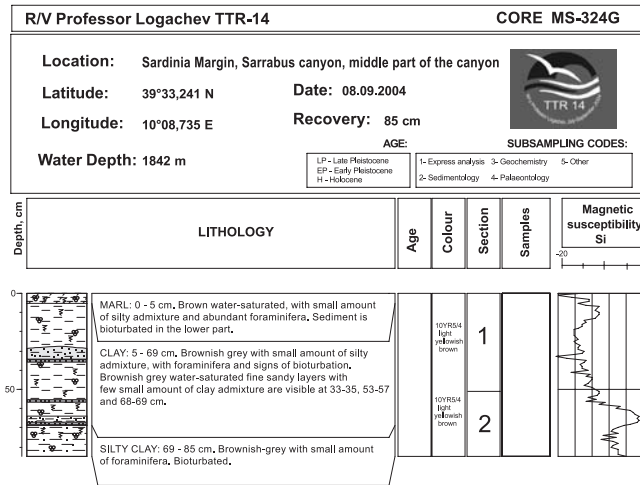 R/V Professor Logachev TTR-14 CORE MS-324G
Location: Sardinia Margin, Sarrabus canyon, middle part of the canyon
Latitude: 39°33,241 N Date: 08.09.2004
Longitude: 10°08,735 E Recovery: 85 cm
Water Depth: 1842 m
TTR 14
AGE: SUBSAMPLING CODES:
LP - Late Pleistocene
EP - Early Pleistocene
H - Holocene
1- Express analysis 3- Geochemistry 5- Other
2- Sedimentology 4- Palaeontology
Depth, cm
LITHOLOGY
Age
Colour
Section
Samples
Magnetic
susceptibility
Si
-20
0
50
MARL: 0 - 5 cm. Brown water-saturated, with small amount
of silty admixture and abundant foraminifera. Sediment is
bioturbated in the lower part.
CLAY: 5 - 69 cm. Brownish grey with small amount of silty
admixture, with foraminifera and signs of bioturbation.
Brownish grey water-saturated fine sandy layers with
few small amount of clay admixture are visible at 33-35, 53-57
and 68-69 cm.
SILTY CLAY: 69 - 85 cm. Brownish-grey with small amount
of foraminifera. Bioturbated.
10YR5/4
light
yellowish
brown
10YR5/4
light
yellowish
brown
1
2